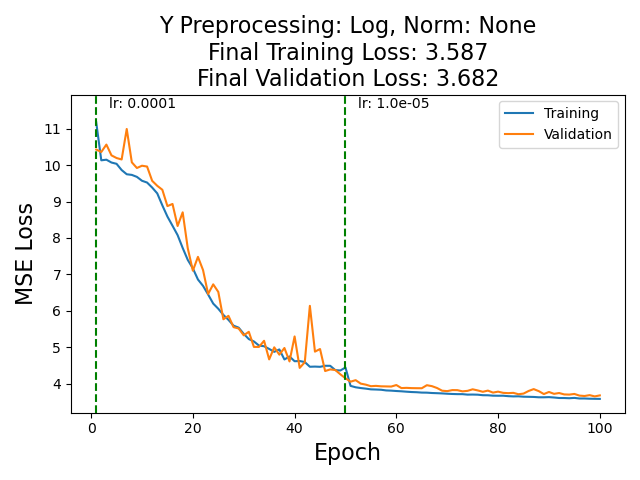 Y Preprocessing: Log, Norm: None
Final Training Loss: 3.587
Final Validation Loss: 3.682
lr: 0.0001
lr: 1.0e-05
Training
Validation
MSE Loss
11
10
9
8
7
6
5
4
0
20
40
60
80
100
Epoch